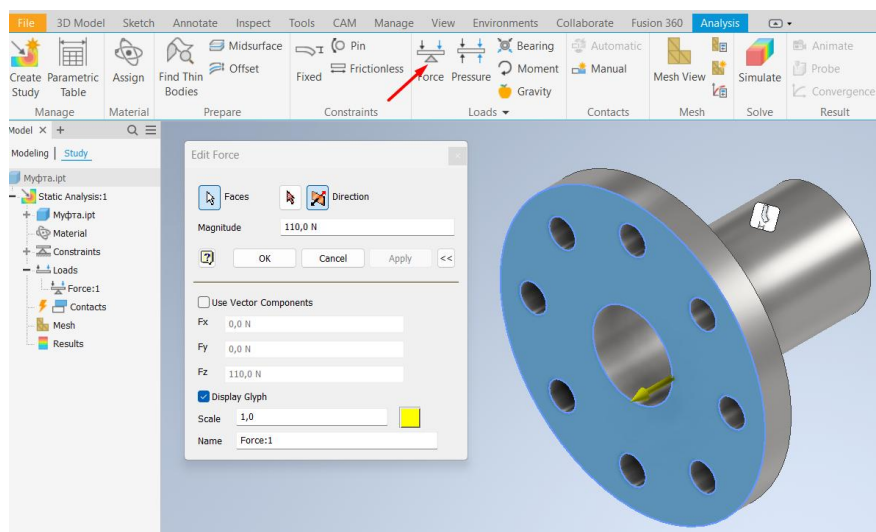 File 3D Model Sketch Annotate Inspect Tools CAM Manage View Environments Collaborate Fusion 360 Analysis
Create Study
Parametric Table
Manage
Assign
Material
Find Thin Bodies
Midsurface
Offset
Prepare
Fixed
Pin
Frictionless
Constraints
Force
Pressure
Bearing
Moment
Gravity
Loads
Automatic
Manual
Contacts
Mesh View
Mesh
Simulate
Solve
Animate
Probe
Convergence
Result
Model × +
Modeling | Study
Муфта.ipt
Static Analysis:1
Муфта.ipt
Material
Constraints
Loads
Force:1
Contacts
Mesh
Results
Edit Force
Faces
Direction
Magnitude 110,0 N
OK Cancel Apply <<
Use Vector Components
Fx 0,0 N
Fy 0,0 N
Fz 110,0 N
Display Glyph
Scale 1,0
Name Force:1